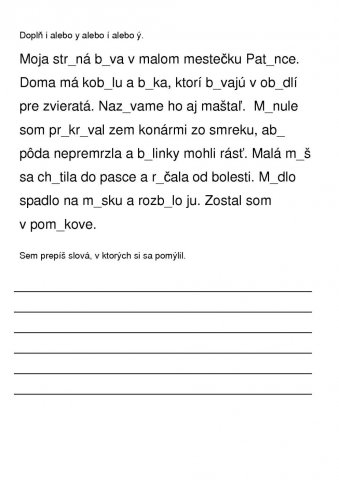 Doplň i alebo y alebo í alebo ý.
Moja str_ná b_va v malom mestečku Pat_nce.
Doma má kob_lu a b_ka, ktorí b_vajú v ob_dlí
pre zvieratá. Naz_vame ho aj maštaľ. M_nule
som pr_kr_val zem konármi zo smreku, ab_
pôda nepremrzla a b_linky mohli rásť. Malá m_š
sa ch_tila do pasce a r_čala od bolesti. M_dlo
spadlo na m_sku a rozb_lo ju. Zostal som
v pom_kove.
Sem prepíš slová, v ktorých si sa pomýlil.